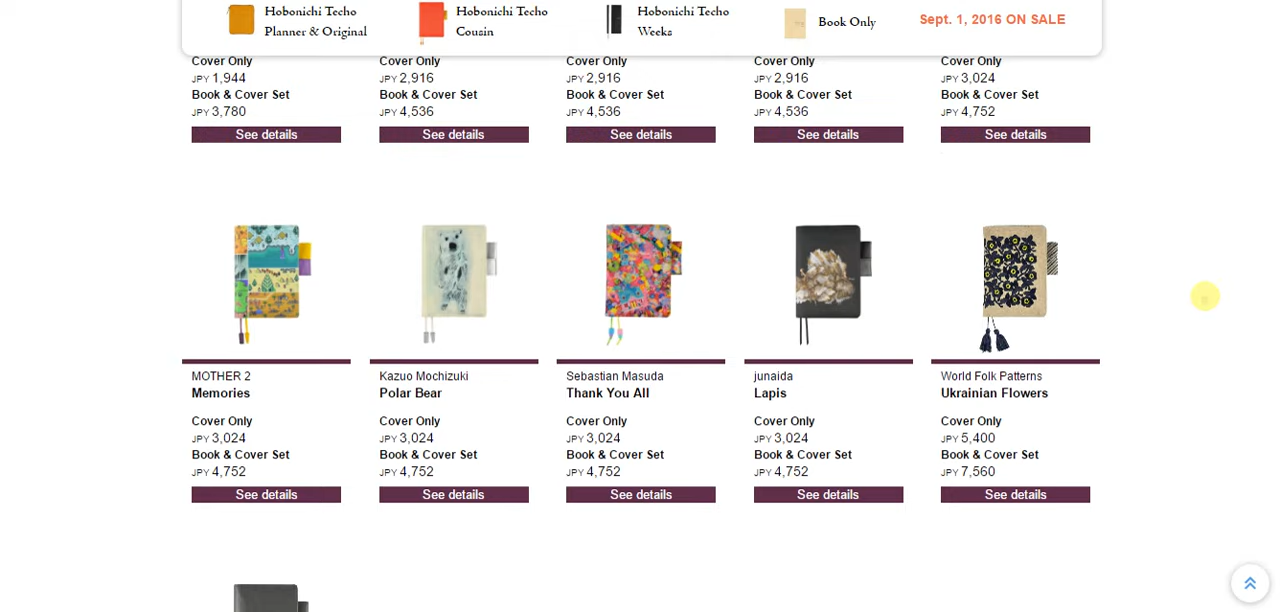 Hobonichi Techo
Planner & Original
Hobonichi Techo
Cousin
Hobonichi Techo
Weeks
Book Only
Sept. 1, 2016 ON SALE
Cover Only
JPY 1,944
Book & Cover Set
JPY 3,780
See details
Cover Only
JPY 2,916
Book & Cover Set
JPY 4,536
See details
Cover Only
JPY 2,916
Book & Cover Set
JPY 4,536
See details
Cover Only
JPY 2,916
Book & Cover Set
JPY 4,536
See details
Cover Only
JPY 3,024
Book & Cover Set
JPY 4,752
See details
MOTHER 2
Memories
Cover Only
JPY 3,024
Book & Cover Set
JPY 4,752
See details
Kazuo Mochizuki
Polar Bear
Cover Only
JPY 3,024
Book & Cover Set
JPY 4,752
See details
Sebastian Masuda
Thank You All
Cover Only
JPY 3,024
Book & Cover Set
JPY 4,752
See details
junaida
Lapis
Cover Only
JPY 3,024
Book & Cover Set
JPY 4,752
See details
World Folk Patterns
Ukrainian Flowers
Cover Only
JPY 5,400
Book & Cover Set
JPY 7,560
See details